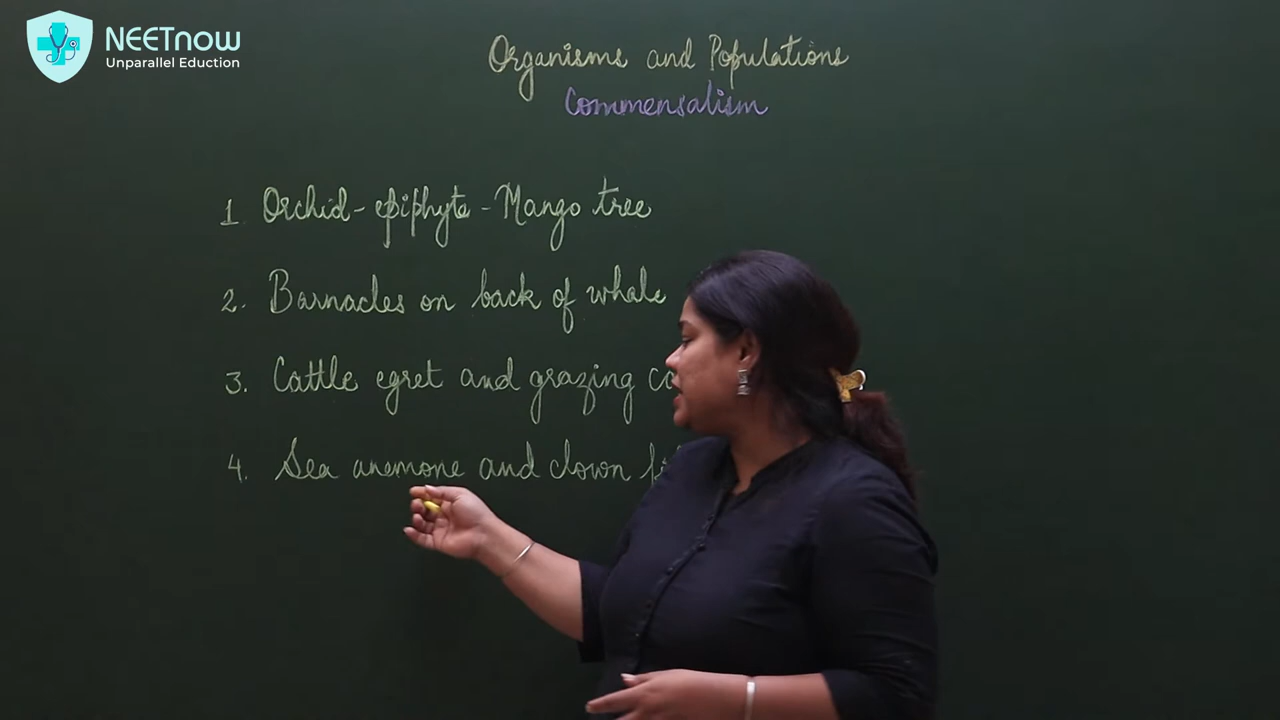 NEETnow
Unparallel Eduction
Organisms and Populations
Commensalism
1. Orchid - epiphyte - Mango tree
2. Barnacles on back of whale
3. Cattle egret and grazing
4. Sea anemone and clown